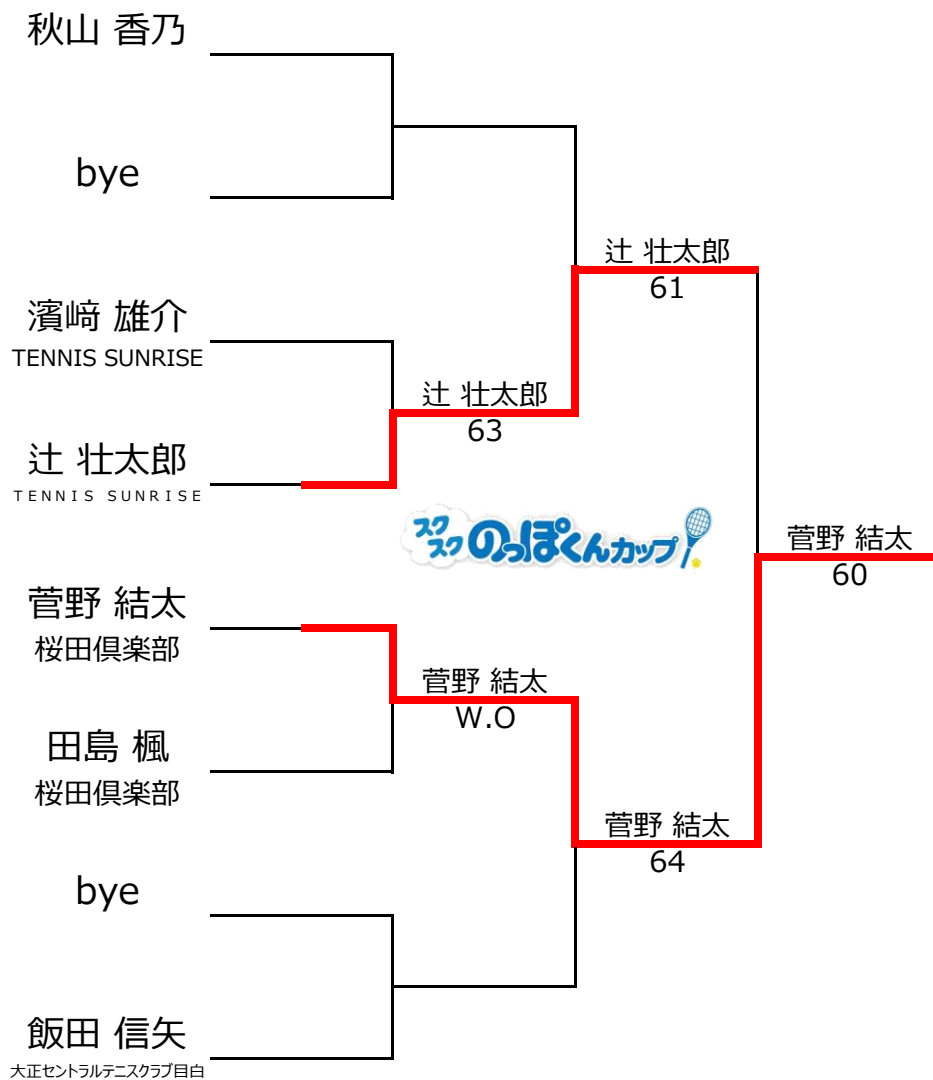 秋山 香乃
bye
濱﨑 雄介
TENNIS SUNRISE
辻 壮太郎
TENNIS SUNRISE
菅野 結太
桜田倶楽部
田島 楓
桜田倶楽部
bye
飯田 信矢
大正セントラルテニスクラブ目白
辻 壮太郎
63
菅野 結太
W.O
辻 壮太郎
61
菅野 結太
64
菅野 結太
60
スクスクのっぽくんカップ